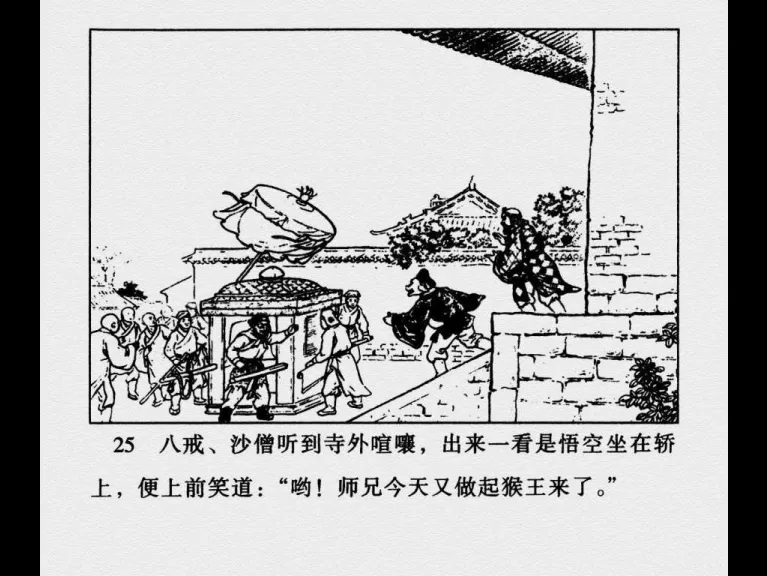 25 八戒、沙僧听到寺外喧嚷，出来一看是悟空坐在轿
上，便上前笑道：“哟！师兄今天又做起猴王来了。”